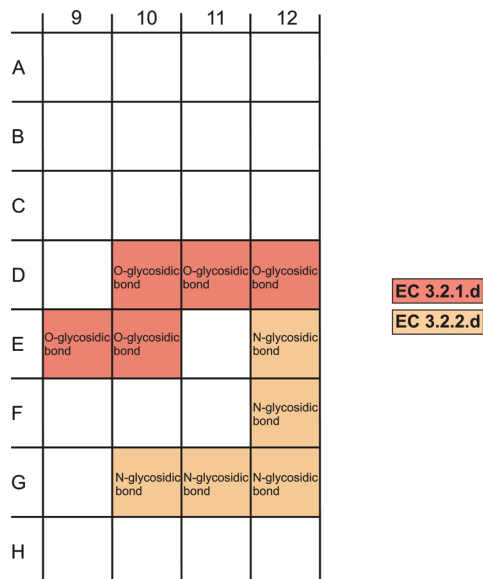 9 10 11 12
A
B
C
D O-glycosidic O-glycosidic O-glycosidic
bond bond bond
EC 3.2.1.d
EC 3.2.2.d
E O-glycosidic O-glycosidic N-glycosidic
bond bond bond
F N-glycosidic
bond
G N-glycosidic N-glycosidic N-glycosidic
bond bond bond
H